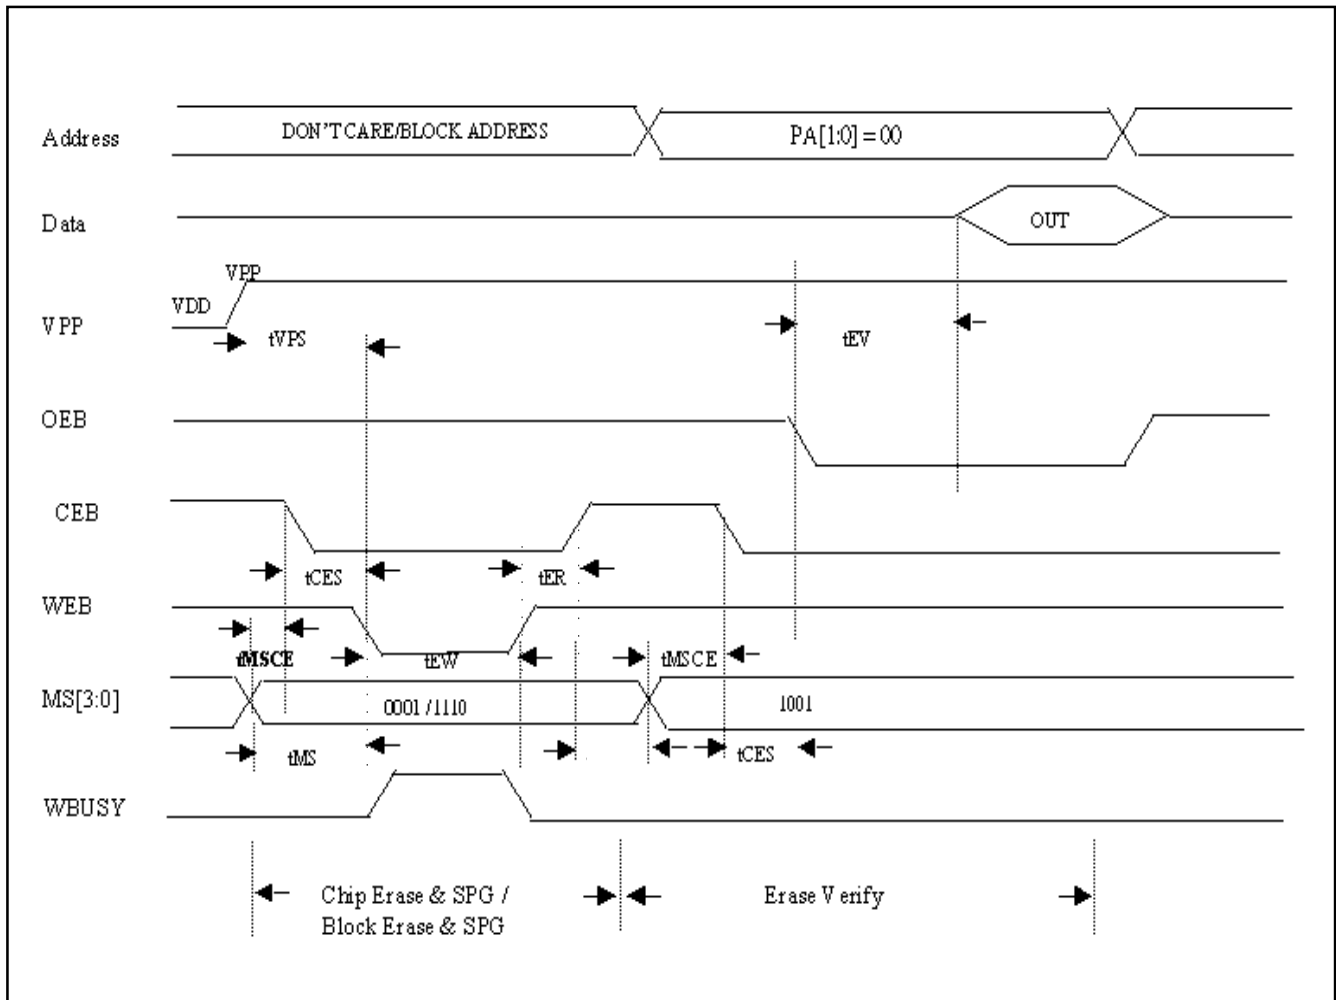 Address
DON'T CARE/BLOCK ADDRESS
PA[1:0] = 00
Data
OUT
VPP
VDD
VPP
tVPS
tEV
OEB
CEB
tCES
tER
WEB
tMSCE
tEW
tMSCE
MS[3:0]
0001 /1110
1001
tMS
tCES
WBUSY
Chip Erase & SPG /
Block Erase & SPG
Erase Verify